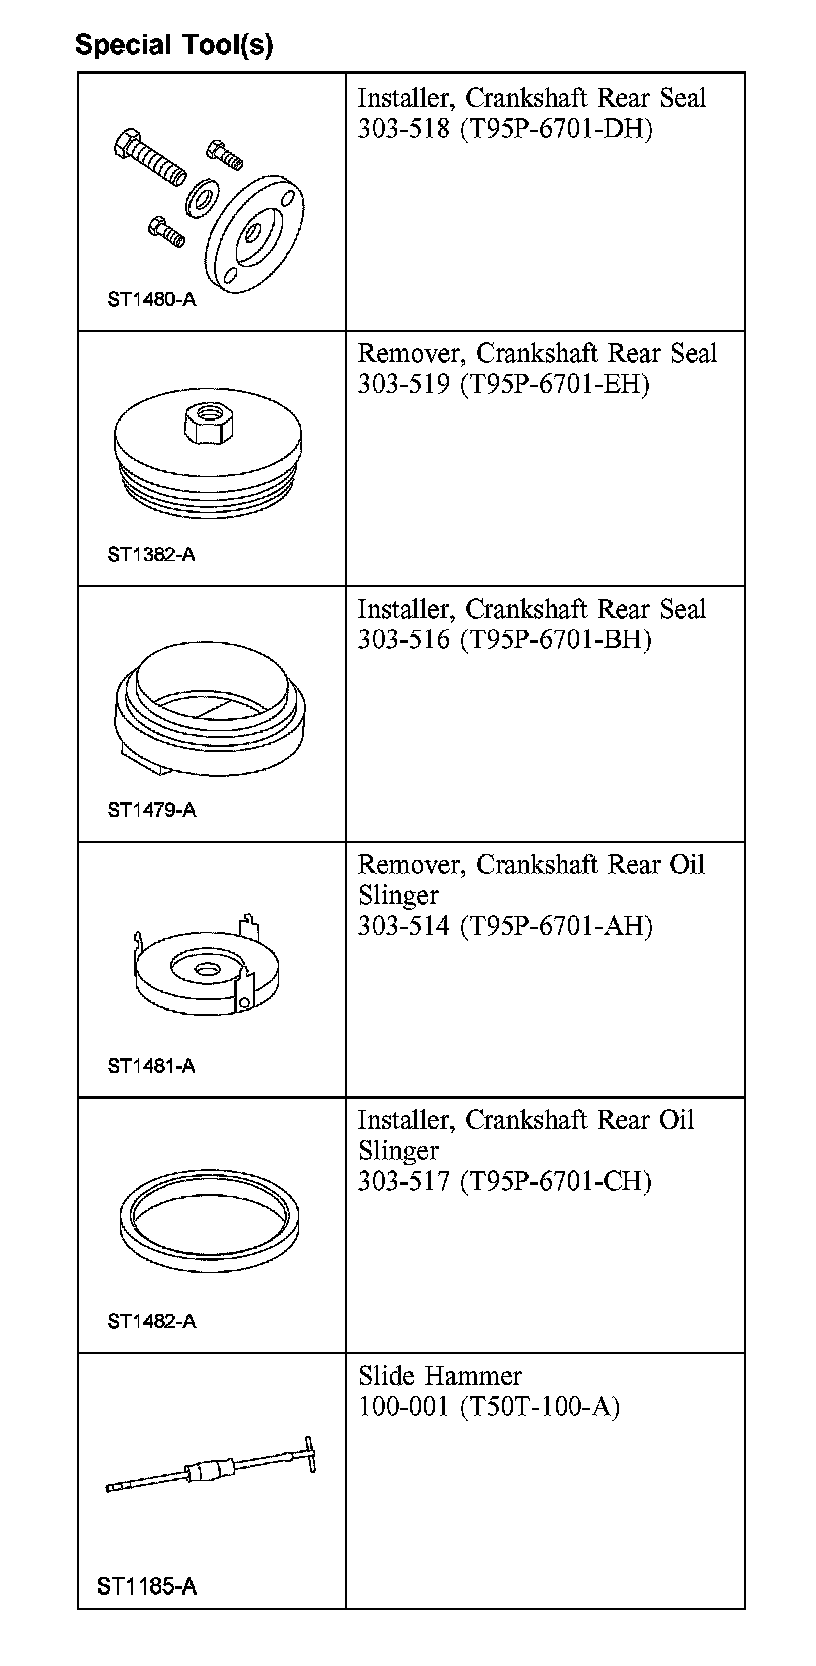 Special Tool(s)
Installer, Crankshaft Rear Seal
303-518 (T95P-6701-DH)
ST1480-A
Remover, Crankshaft Rear Seal
303-519 (T95P-6701-EH)
ST1382-A
Installer, Crankshaft Rear Seal
303-516 (T95P-6701-BH)
ST1479-A
Remover, Crankshaft Rear Oil
Slinger
303-514 (T95P-6701-AH)
ST1481-A
Installer, Crankshaft Rear Oil
Slinger
303-517 (T95P-6701-CH)
ST1482-A
Slide Hammer
100-001 (T50T-100-A)
ST1185-A